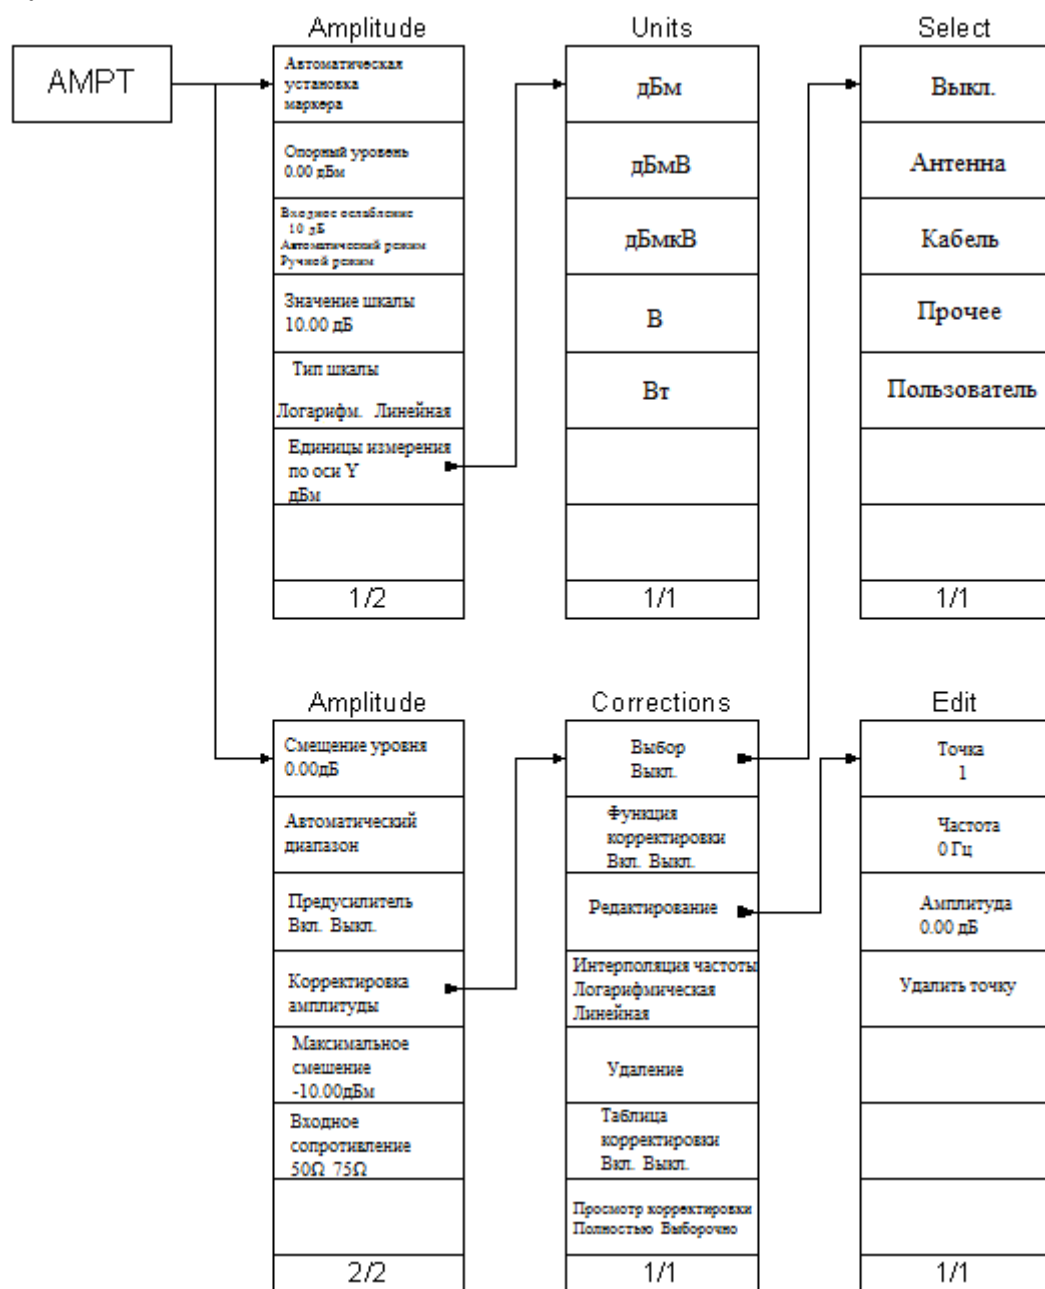 AMPT
Amplitude
Автоматическая
установка
маркера
Опорный уровень
0.00 дБм
Входное ослабление
10 дБ
Автоматический режим
Ручной режим
Значение шкалы
10.00 дБ
Тип шкалы
Логарифм. Линейная
Единицы измерения
по оси Y
дБм
1/2
Units
дБм
дБмВ
дБмкВ
В
Вт
1/1
Select
Выкл.
Антенна
Кабель
Прочее
Пользователь
1/1
Amplitude
Смещение уровня
0.00дБ
Автоматический
диапазон
Предусилитель
Вкл. Выкл.
Корректировка
амплитуды
Максимальное
смешение
-10.00дБм
Входное
сопротивление
50Ω 75Ω
2/2
Corrections
Выбор
Выкл.
Функция
корректировки
Вкл. Выкл.
Редактирование
Интерполяция частоты
Логарифмическая
Линейная
Удаление
Таблица
корректировки
Вкл. Выкл.
Просмотр корректировки
Полностью Выборочно
1/1
Edit
Точка
1
Частота
0 Гц
Амплитуда
0.00 дБ
Удалить точку
1/1